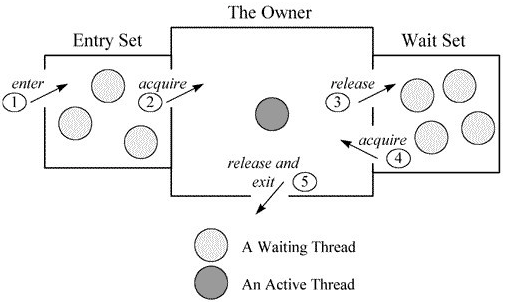 The Owner
Entry Set
Wait Set
enter
1
acquire
2
release
3
acquire
4
release and
exit
5
A Waiting Thread
An Active Thread